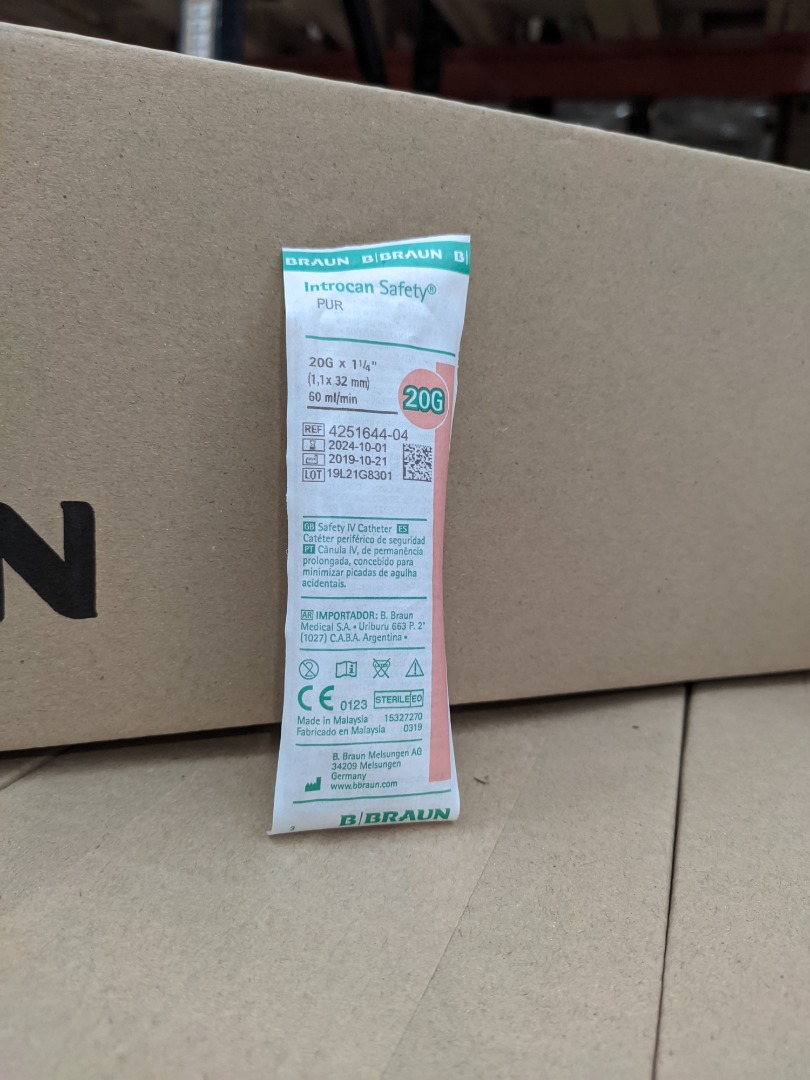 BRAUN B|BRAUN B|
Introcan Safety®
PUR
20G x 1 1/4"
(1,1x 32 mm)
60 ml/min
20G
REF 4251644-04
2024-10-01
2019-10-21
LOT 19L21G8301
GB Safety IV Catheter ES
Catéter periférico de seguridad
PT Cânula IV, de permanência
prolongada, concebido para
minimizar picadas de agulha
acidentais.
AR IMPORTADOR: B. Braun
Medical S.A. • Uriburu 663 P. 2°
(1027) C.A.B.A. Argentina •
CE 0123 STERILE EO
Made in Malaysia 15327270
Fabricado en Malaysia 0319
B. Braun Melsungen AG
34209 Melsungen
Germany
www.bbraun.com
B|BRAUN
3
N